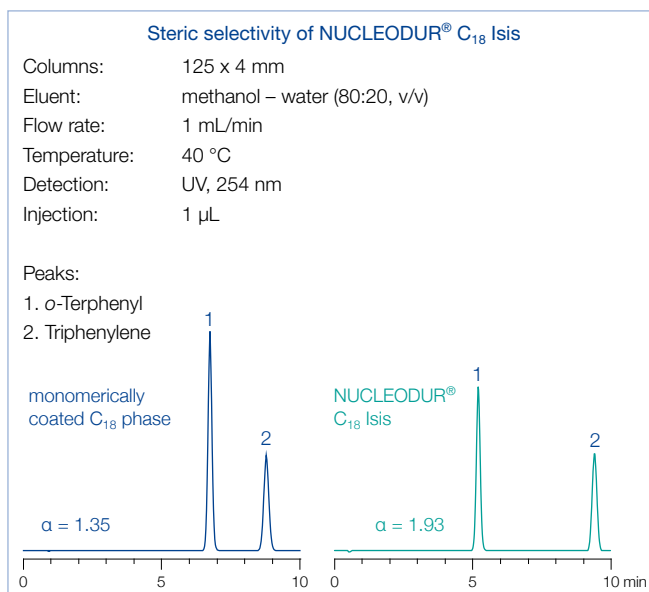 Steric selectivity of NUCLEODUR® C18 Isis
Columns: 125 x 4 mm
Eluent: methanol – water (80:20, v/v)
Flow rate: 1 mL/min
Temperature: 40 °C
Detection: UV, 254 nm
Injection: 1 µL
Peaks:
1. o-Terphenyl
2. Triphenylene
1
monomerically
coated C18 phase
2
α = 1.35
0 5 10
NUCLEODUR®
C18 Isis
1
2
α = 1.93
0 5 10 min